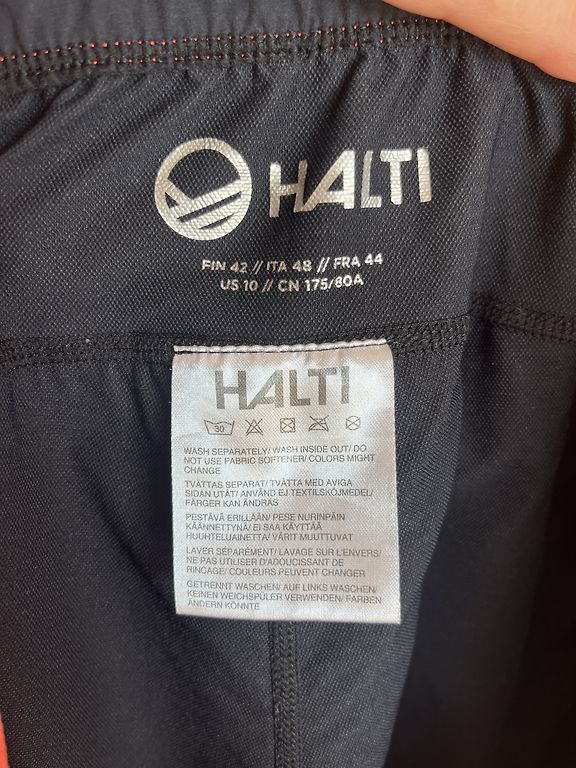 HALTI
FIN 42 // ITA 48 // FRA 44
US 10 // CN 175/80A
HALTI
30
WASH SEPARATELY/ WASH INSIDE OUT/ DO
NOT USE FABRIC SOFTENER/ COLORS MIGHT
CHANGE
TVÄTTAS SEPARAT/ TVÄTTA MED AVIGA
SIDAN UTÅT/ ANVÄND EJ TEXTILSKÖJMEDEL/
FÄRGER KAN ÄNDRAS
PESTÄVÄ ERILLÄÄN/ PESE NURINPÄIN
KÄÄNNETTYNÄ/ EI SAA KÄYTTÄÄ
HUUHTELUAINETTA/ VÄRIT MUUTTUVAT
LAVER SÉPARÉMENT/ LAVAGE SUR L'ENVERS/
NE PAS UTILISER D'ADOUCISSANT DE
RINCAGE/ COULEURS PEUVENT CHANGER
GETRENNT WASCHEN/ AUF LINKS WASCHEN/
KEINEN WEICHSPÜLER VERWENDEN/ FARBEN
ÄNDERN KÖNNTE